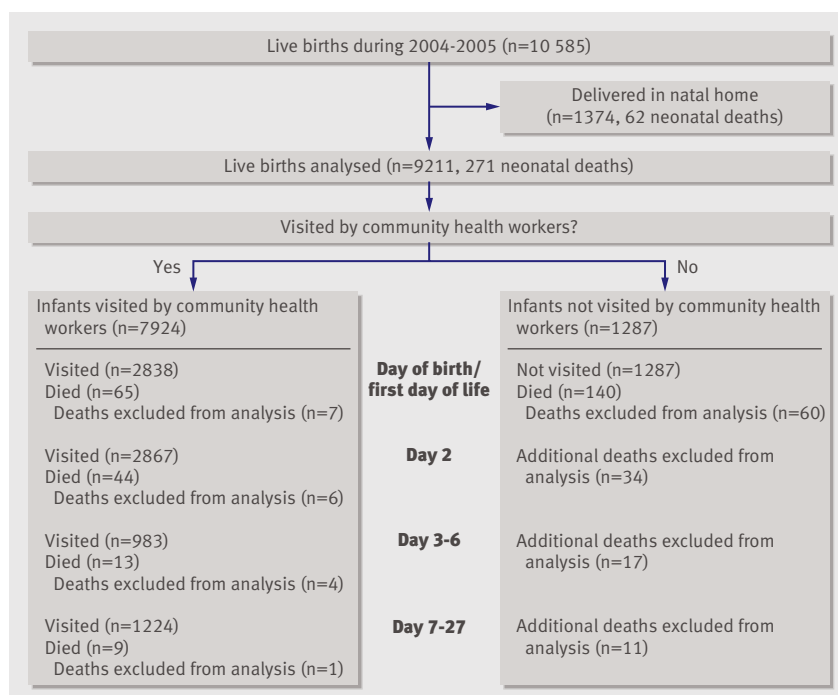 Live births during 2004-2005 (n=10 585)
Delivered in natal home
(n=1374, 62 neonatal deaths)
Live births analysed (n=9211, 271 neonatal deaths)
Visited by community health workers?
Yes
No
Infants visited by community health
workers (n=7924)
Visited (n=2838)
Died (n=65)
Deaths excluded from analysis (n=7)
Visited (n=2867)
Died (n=44)
Deaths excluded from analysis (n=6)
Visited (n=983)
Died (n=13)
Deaths excluded from analysis (n=4)
Visited (n=1224)
Died (n=9)
Deaths excluded from analysis (n=1)
Day of birth/
first day of life
Day 2
Day 3-6
Day 7-27
Infants not visited by community health
workers (n=1287)
Not visited (n=1287)
Died (n=140)
Deaths excluded from analysis (n=60)
Additional deaths excluded from
analysis (n=34)
Additional deaths excluded from
analysis (n=17)
Additional deaths excluded from
analysis (n=11)